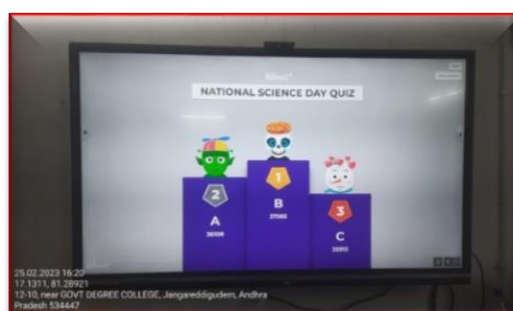 Kahoot!
NATIONAL SCIENCE DAY QUIZ
2
A
1
B
3
C
25.02.2023 16:20
17.1311, 81.28921
12-10, near GOVT DEGREE COLLEGE, Jangareddigudem, Andhra
Pradesh 534447